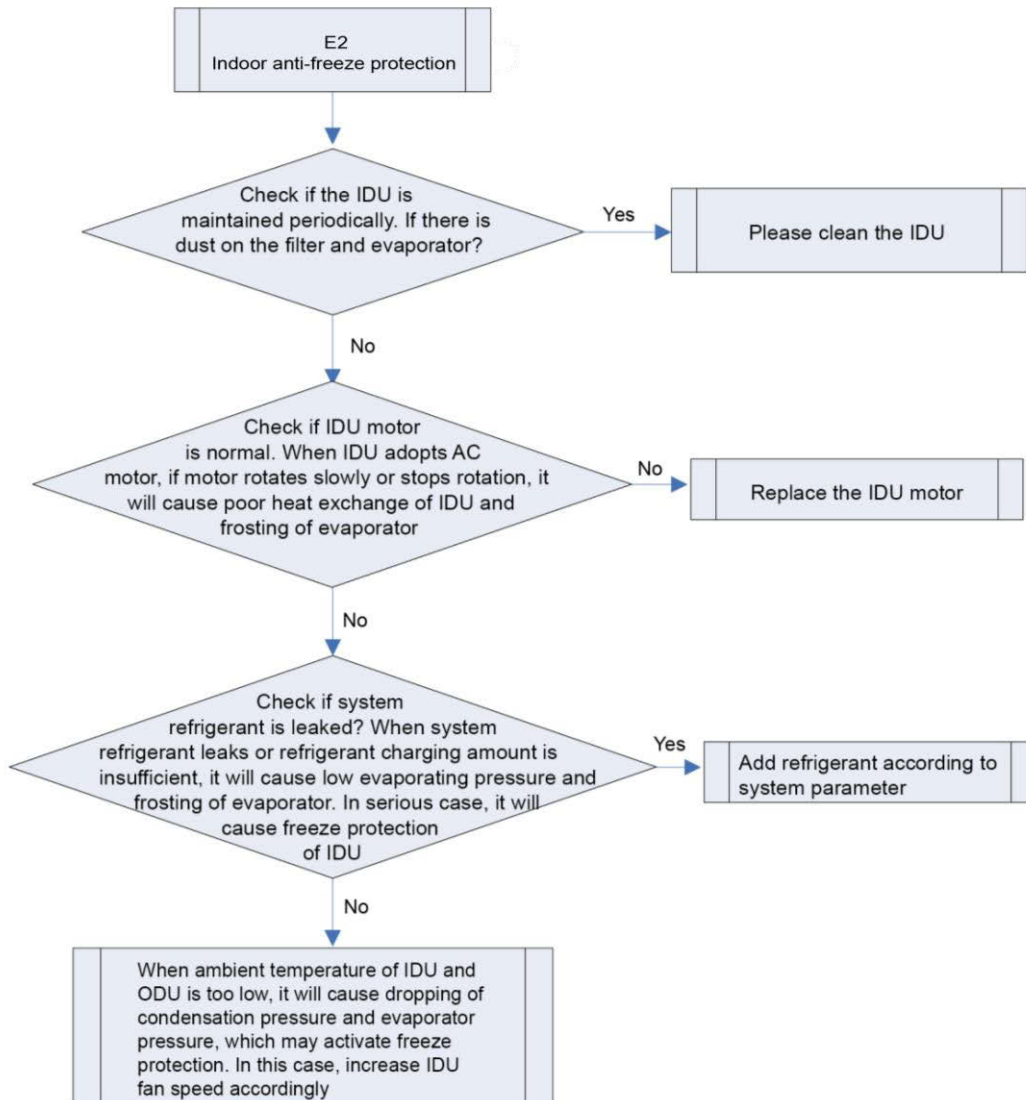 E2
Indoor anti-freeze protection
Check if the IDU is
maintained periodically. If there is
dust on the filter and evaporator?
Yes
Please clean the IDU
No
Check if IDU motor
is normal. When IDU adopts AC
motor, if motor rotates slowly or stops rotation, it
will cause poor heat exchange of IDU and
frosting of evaporator
No
Replace the IDU motor
No
Check if system
refrigerant is leaked? When system
refrigerant leaks or refrigerant charging amount is
insufficient, it will cause low evaporating pressure and
frosting of evaporator. In serious case, it will
cause freeze protection
of IDU
Yes
Add refrigerant according to
system parameter
No
When ambient temperature of IDU and
ODU is too low, it will cause dropping of
condensation pressure and evaporator
pressure, which may activate freeze
protection. In this case, increase IDU
fan speed accordingly